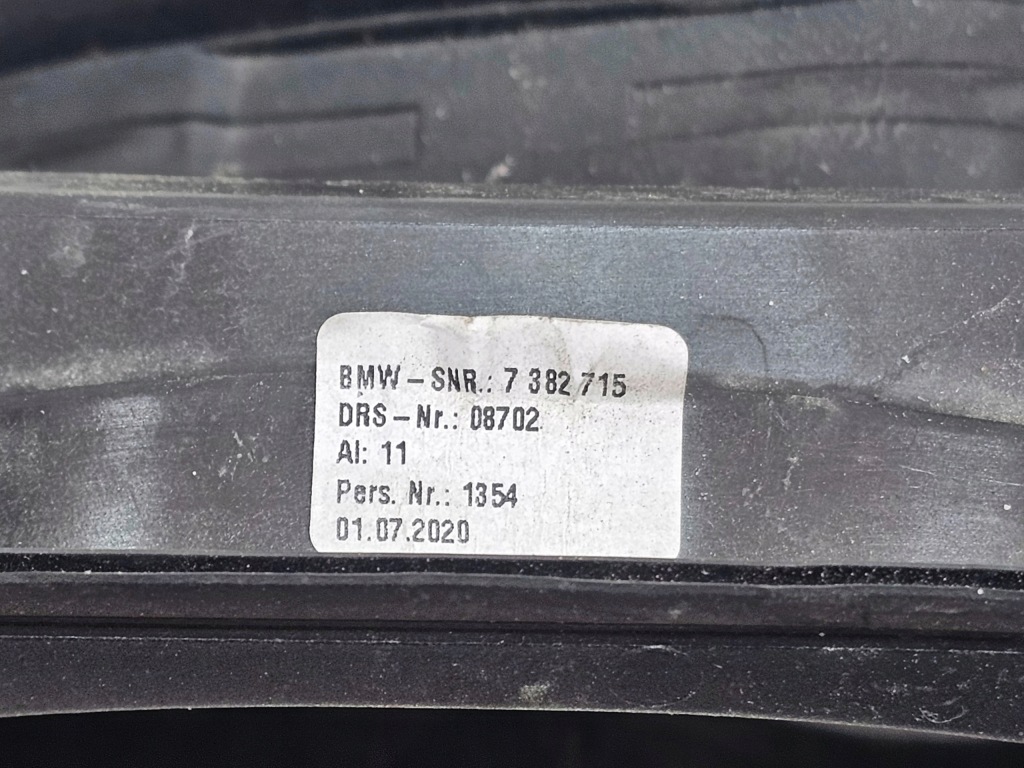 BMW-SNR.: 7 382 715
DRS-Nr.: 08702
AI: 11
Pers. Nr.: 1354
01.07.2020